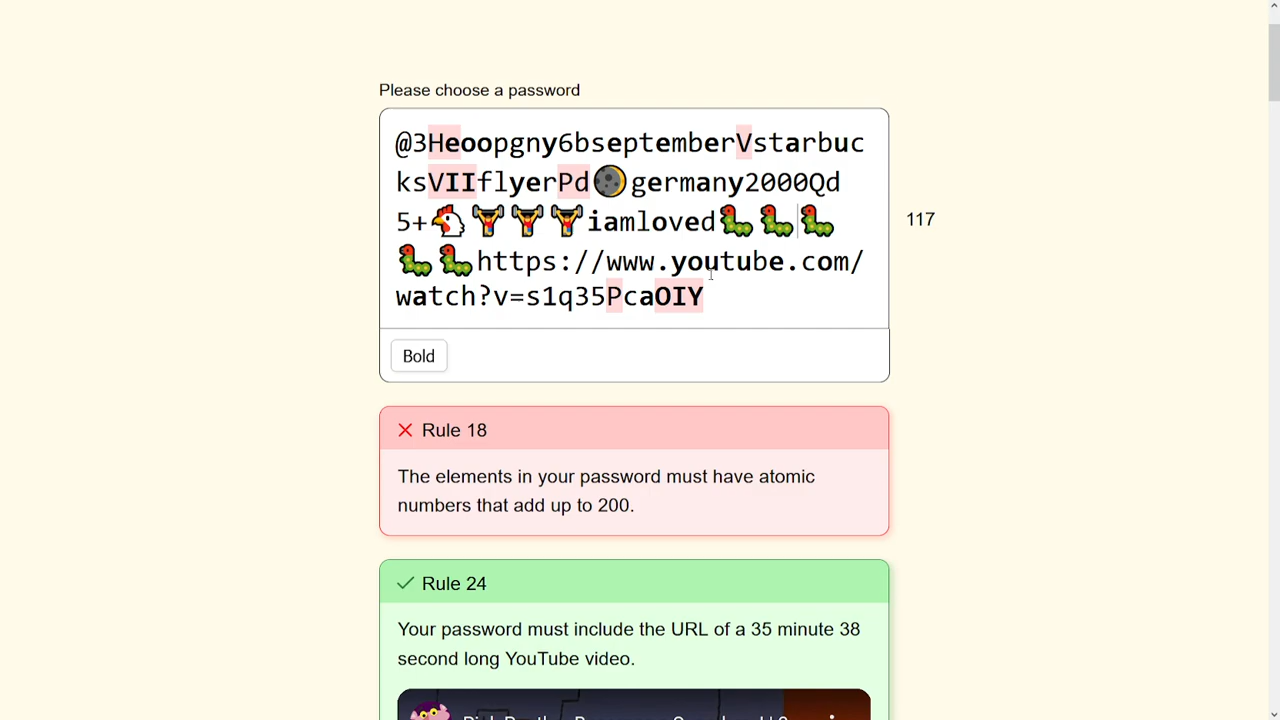 Please choose a password
@3Heoopgny6bseptemberVstarbuc
ksVIIflyerPd🌘germany2000Qd
5+🐔🏋️🏋️🏋️iamloved🐛🐛🐛
🐛🐛https://www.youtube.com/
watch?v=s1q35PcaOIY
117
Bold
Rule 18
The elements in your password must have atomic
numbers that add up to 200.
Rule 24
Your password must include the URL of a 35 minute 38
second long YouTube video.